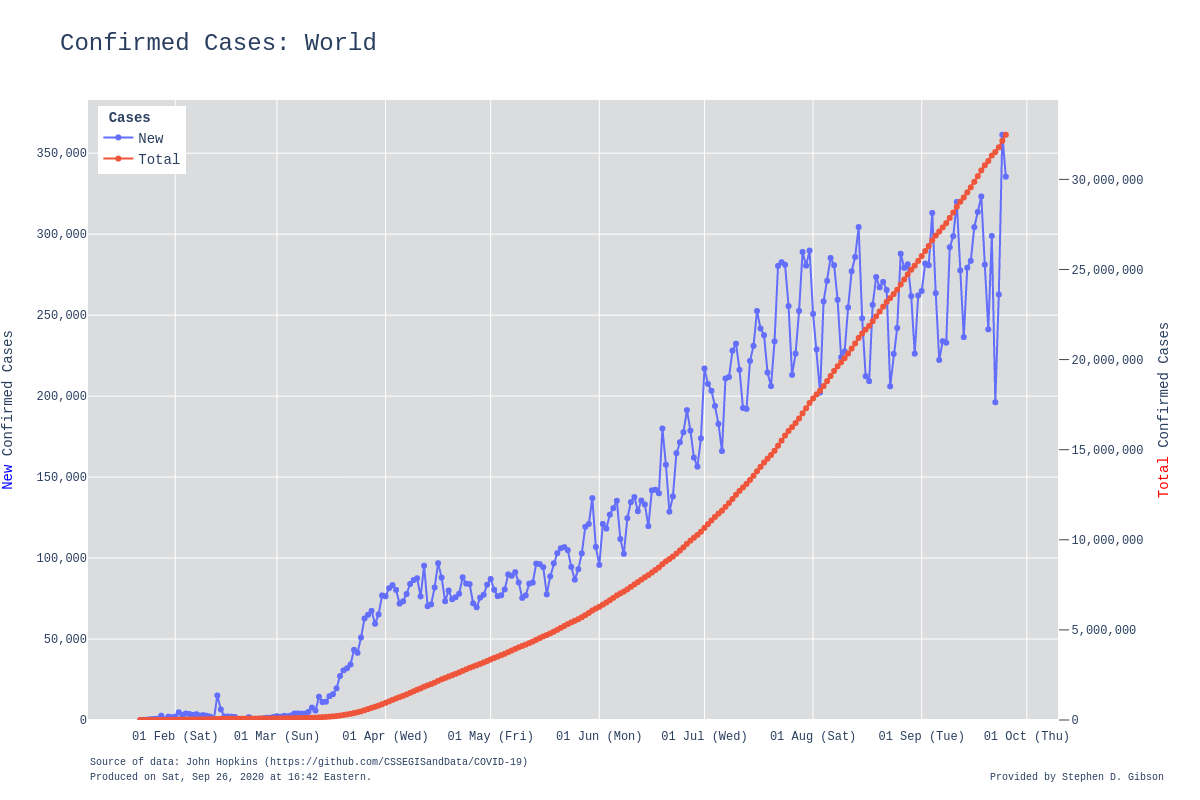 Confirmed Cases: World
Cases
New
Total
350,000
300,000
250,000
200,000
150,000
100,000
50,000
0
New Confirmed Cases
30,000,000
25,000,000
20,000,000
15,000,000
10,000,000
5,000,000
0
Total Confirmed Cases
01 Feb (Sat) 01 Mar (Sun) 01 Apr (Wed) 01 May (Fri) 01 Jun (Mon) 01 Jul (Wed) 01 Aug (Sat) 01 Sep (Tue) 01 Oct (Thu)
Source of data: John Hopkins (https://github.com/CSSEGISandData/COVID-19)
Produced on Sat, Sep 26, 2020 at 16:42 Eastern.
Provided by Stephen D. Gibson